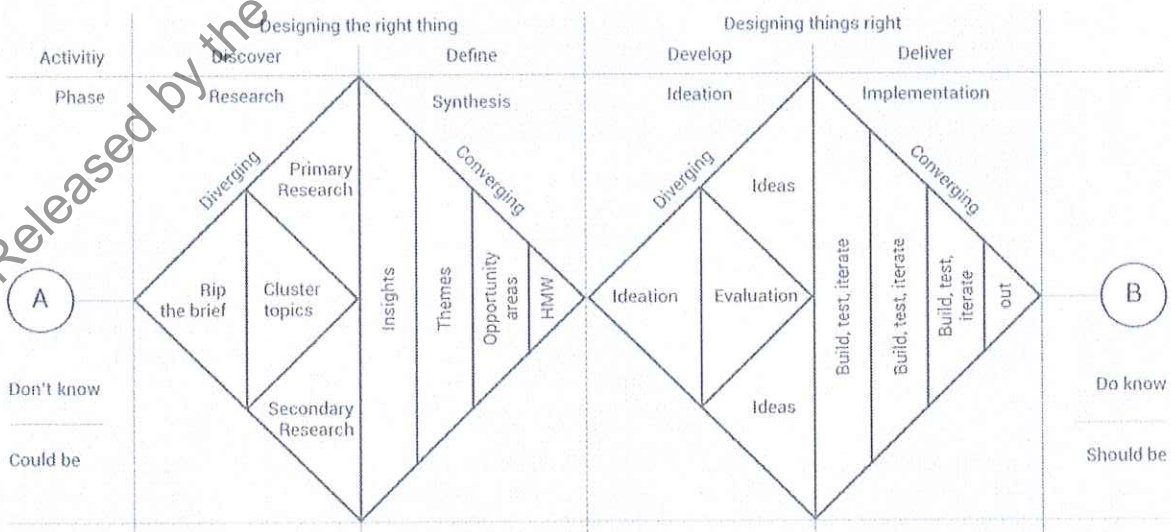 Released by the
Designing the right thing
Designing things right
Activitiy
Discover
Define
Develop
Deliver
Phase
Research
Synthesis
Ideation
Implementation
Diverging
Converging
Diverging
Converging
Primary
Research
Ideas
A
Rip
the brief
Cluster
topics
Insights
Themes
Opportunity
areas
HMW
Ideation
Evaluation
Build, test, iterate
Build, test, iterate
Build, test,
iterate
out
B
Secondary
Research
Ideas
Don't know
Do know
Could be
Should be